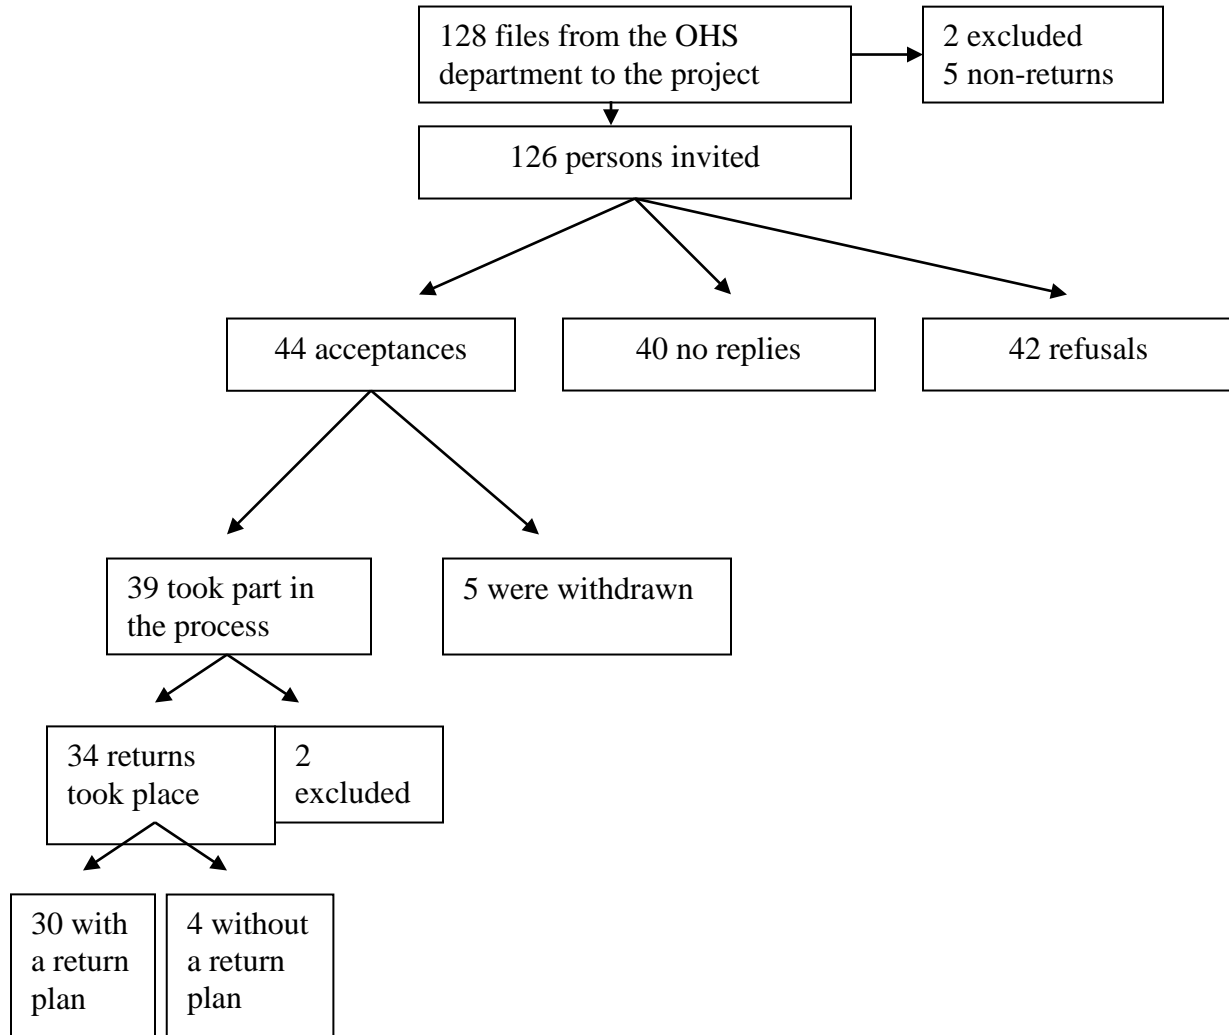 128 files from the OHS
department to the project
2 excluded
5 non-returns
126 persons invited
44 acceptances
40 no replies
42 refusals
39 took part in
the process
5 were withdrawn
34 returns
took place
2
excluded
30 with
a return
plan
4 without
a return
plan